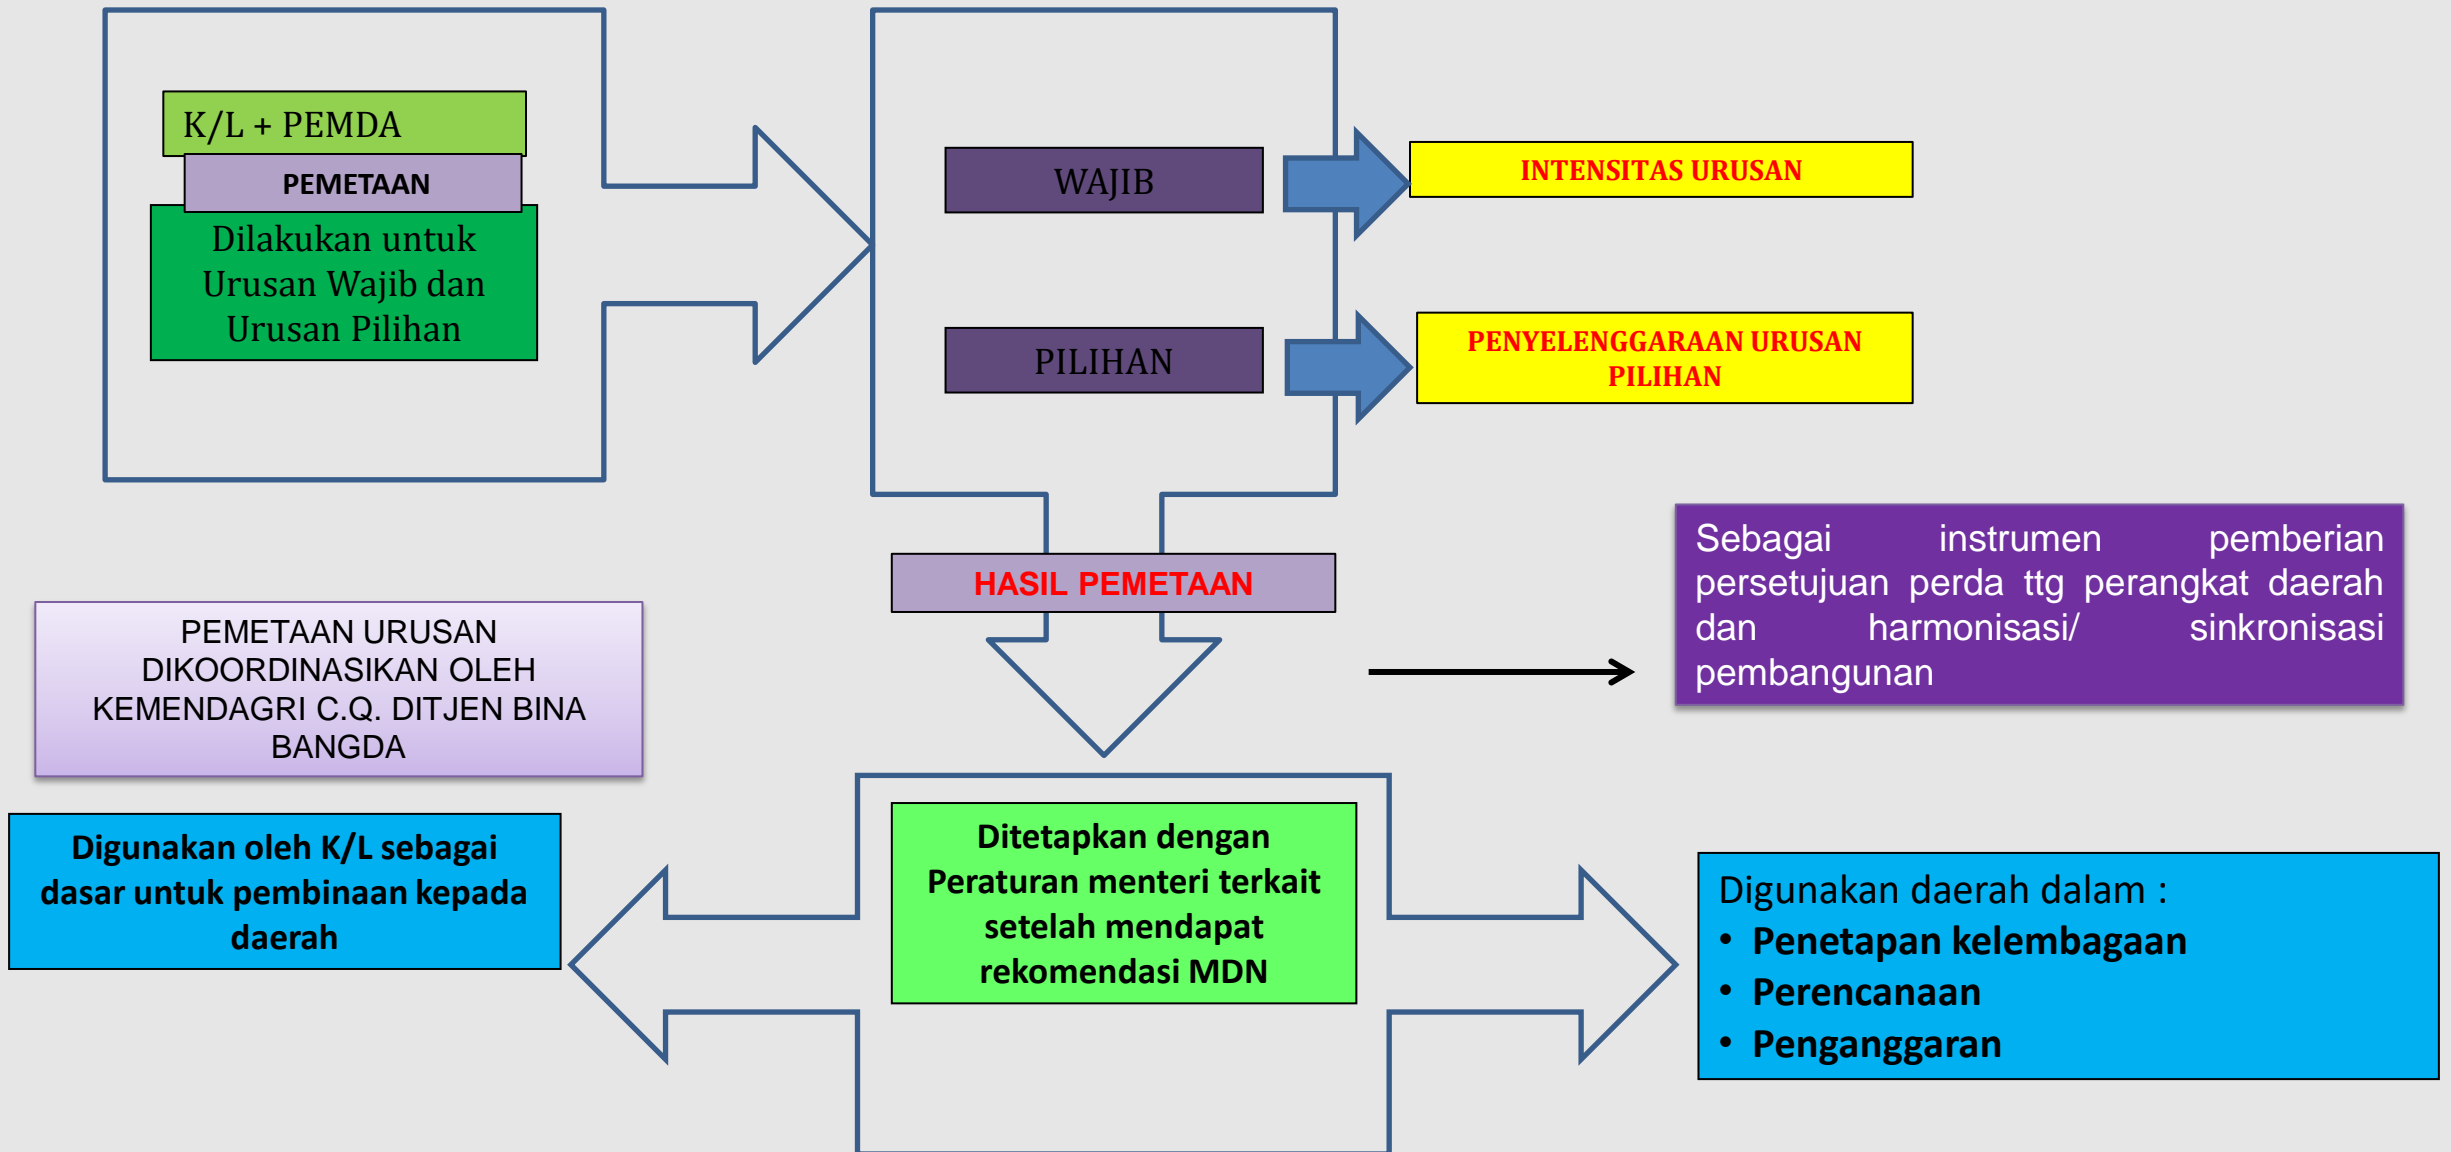 K/L + PEMDA
PEMETAAN
Dilakukan untuk
Urusan Wajib dan
Urusan Pilihan
WAJIB
INTENSITAS URUSAN
PILIHAN
PENYELENGGARAAN URUSAN
PILIHAN
HASIL PEMETAAN
Sebagai instrumen pemberian
persetujuan perda ttg perangkat daerah
dan harmonisasi/ sinkronisasi
pembangunan
PEMETAAN URUSAN
DIKOORDINASIKAN OLEH
KEMENDAGRI C.Q. DITJEN BINA
BANGDA
Digunakan oleh K/L sebagai
dasar untuk pembinaan kepada
daerah
Ditetapkan dengan
Peraturan menteri terkait
setelah mendapat
rekomendasi MDN
Digunakan daerah dalam :
• Penetapan kelembagaan
• Perencanaan
• Penganggaran